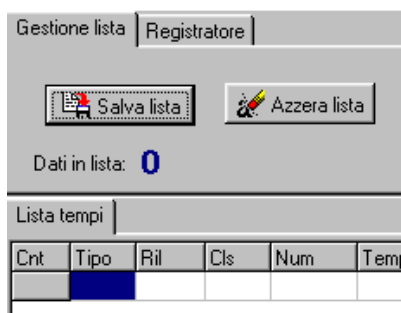 Gestione lista Registratore
Salva lista Azzera lista
Dati in lista: 0
Lista tempi
Cnt Tipo Ril Cls Num